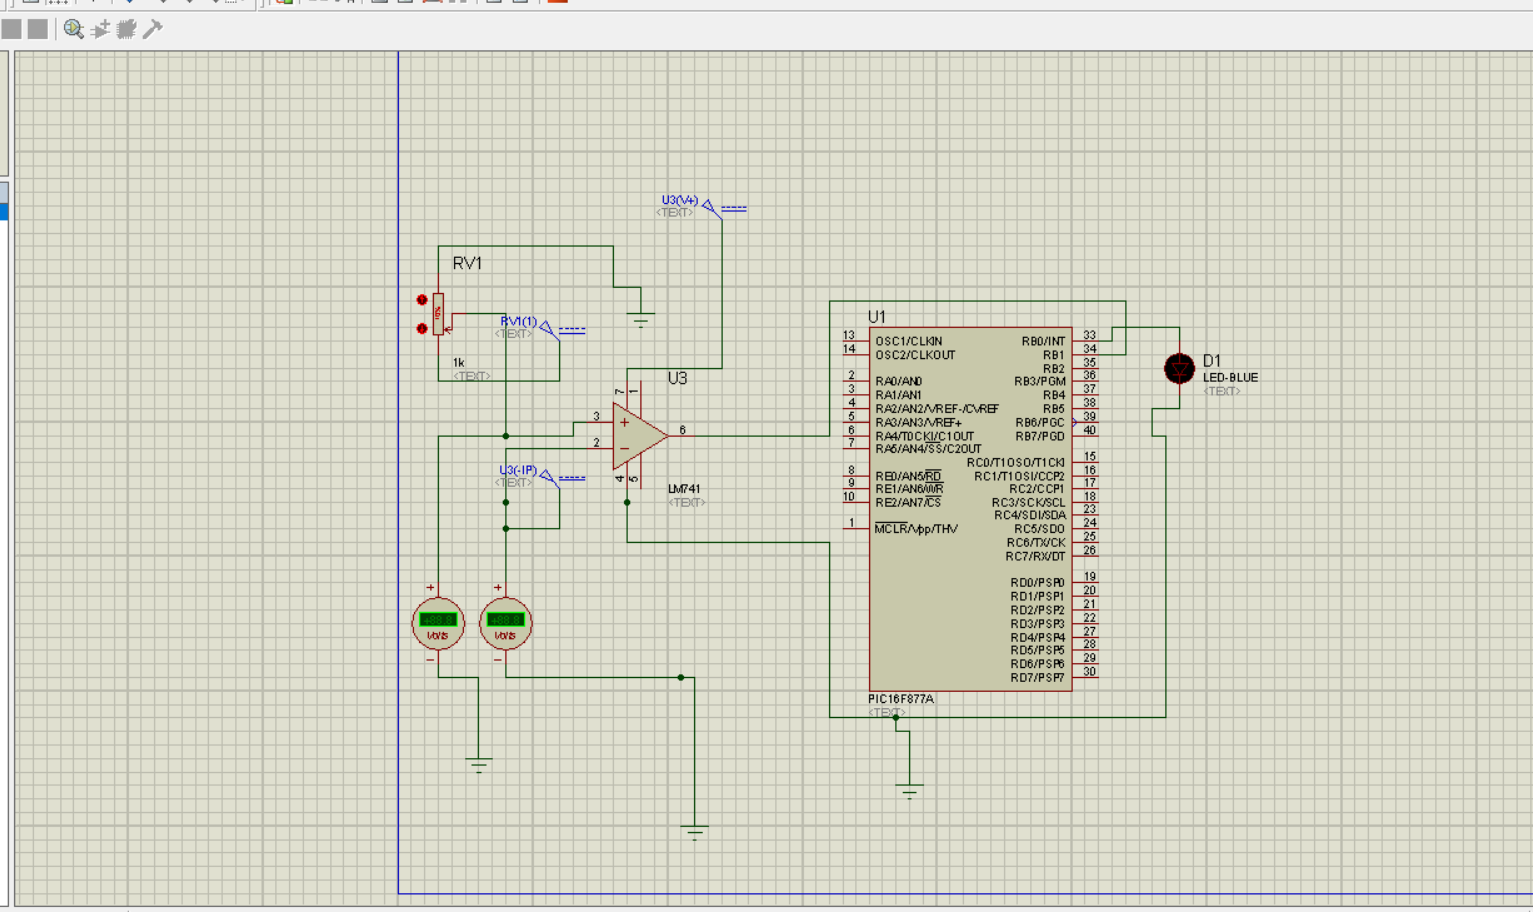 U3(V+)
<TEXT>
RV1
RV1(1)
<TEXT>
1k
<TEXT>
U3
7
1
3
+
2
−
6
4
5
U3(-IP)
<TEXT>
LM741
<TEXT>
+
Volts
−
+
Volts
−
U1
13 OSC1/CLKIN RB0/INT 33
14 OSC2/CLKOUT RB1 34
RB2 35
2 RA0/AN0 RB3/PGM 36
3 RA1/AN1 RB4 37
4 RA2/AN2/VREF-/CVREF RB5 38
5 RA3/AN3/VREF+ RB6/PGC 39
6 RA4/T0CKI/C1OUT RB7/PGD 40
7 RA5/AN4/SS/C2OUT
RC0/T1OSO/T1CKI 15
8 RE0/AN5/RD RC1/T1OSI/CCP2 16
9 RE1/AN6/WR RC2/CCP1 17
10 RE2/AN7/CS RC3/SCK/SCL 18
RC4/SDI/SDA 23
1 MCLR/Vpp/THV RC5/SDO 24
RC6/TX/CK 25
RC7/RX/DT 26
RD0/PSP0 19
RD1/PSP1 20
RD2/PSP2 21
RD3/PSP3 22
RD4/PSP4 27
RD5/PSP5 28
RD6/PSP6 29
RD7/PSP7 30
PIC16F877A
<TEXT>
D1
LED-BLUE
<TEXT>